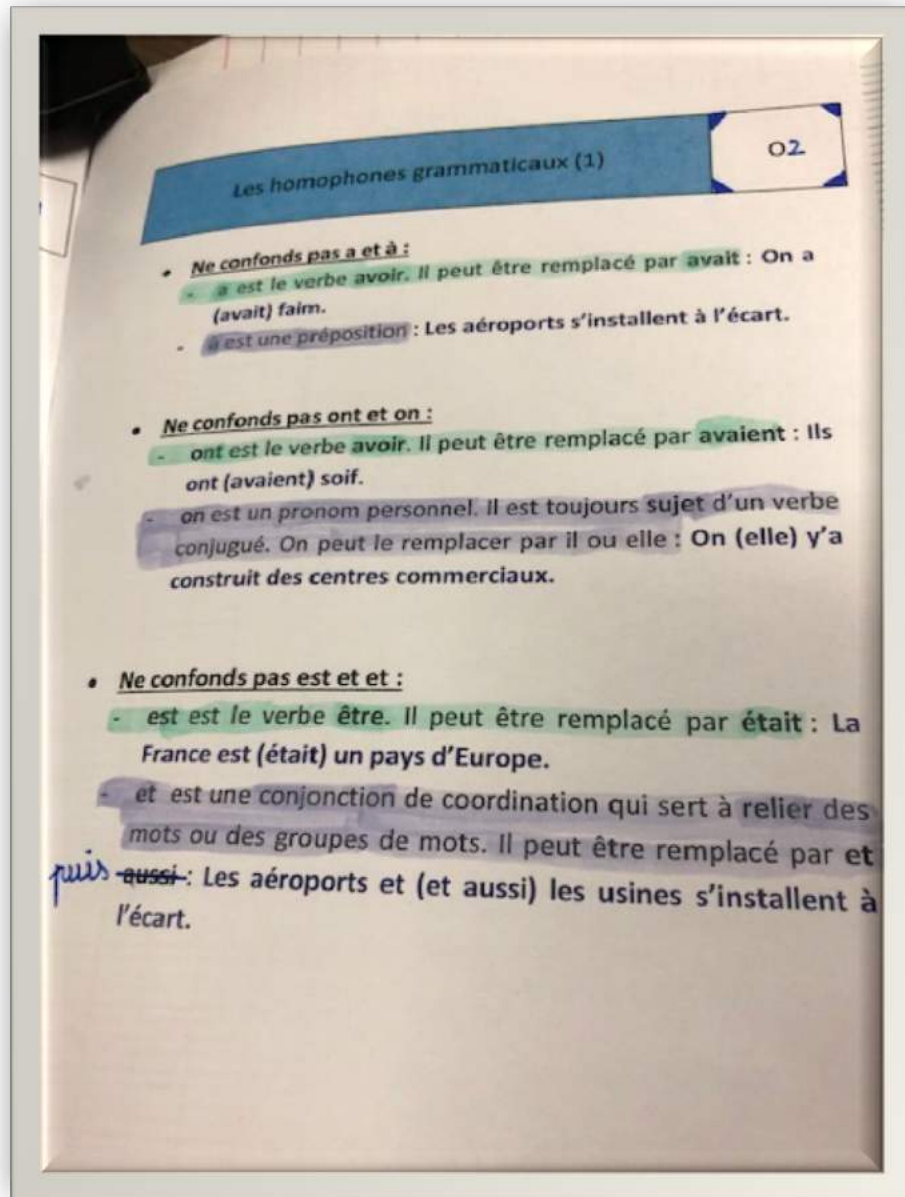 Les homophones grammaticaux (1)
O2
• Ne confonds pas a et à :
- a est le verbe avoir. Il peut être remplacé par avait : On a
(avait) faim.
- à est une préposition : Les aéroports s'installent à l'écart.
• Ne confonds pas ont et on :
- ont est le verbe avoir. Il peut être remplacé par avaient : Ils
ont (avaient) soif.
- on est un pronom personnel. Il est toujours sujet d'un verbe
conjugué. On peut le remplacer par il ou elle : On (elle) y'a
construit des centres commerciaux.
• Ne confonds pas est et et :
- est est le verbe être. Il peut être remplacé par était : La
France est (était) un pays d'Europe.
- et est une conjonction de coordination qui sert à relier des
mots ou des groupes de mots. Il peut être remplacé par et
puis aussi : Les aéroports et (et aussi) les usines s'installent à
l'écart.